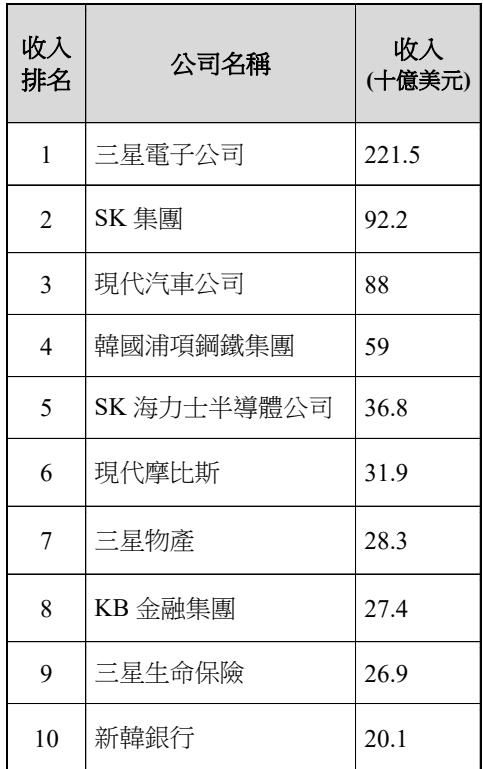 收入
排名
公司名稱
收入
(十億美元)
1 三星電子公司 221.5
2 SK 集團 92.2
3 現代汽車公司 88
4 韓國浦項鋼鐵集團 59
5 SK 海力士半導體公司 36.8
6 現代摩比斯 31.9
7 三星物產 28.3
8 KB 金融集團 27.4
9 三星生命保險 26.9
10 新韓銀行 20.1